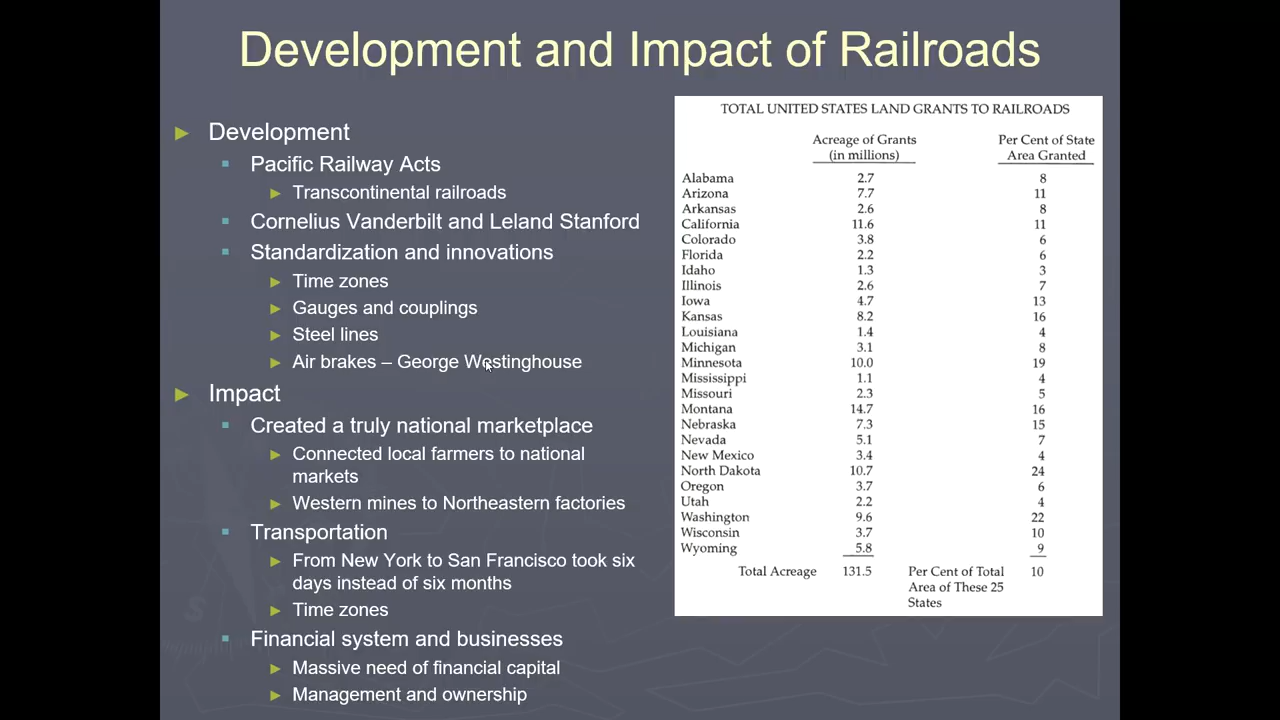 Development and Impact of Railroads
► Development
▪ Pacific Railway Acts
► Transcontinental railroads
▪ Cornelius Vanderbilt and Leland Stanford
▪ Standardization and innovations
► Time zones
► Gauges and couplings
► Steel lines
► Air brakes – George Westinghouse
► Impact
▪ Created a truly national marketplace
► Connected local farmers to national
markets
► Western mines to Northeastern factories
▪ Transportation
► From New York to San Francisco took six
days instead of six months
► Time zones
▪ Financial system and businesses
► Massive need of financial capital
► Management and ownership
TOTAL UNITED STATES LAND GRANTS TO RAILROADS
Acreage of Grants Per Cent of State
(in millions) Area Granted
Alabama 2.7 8
Arizona 7.7 11
Arkansas 2.6 8
California 11.6 11
Colorado 3.8 6
Florida 2.2 6
Idaho 1.3 3
Illinois 2.6 7
Iowa 4.7 13
Kansas 8.2 16
Louisiana 1.4 4
Michigan 3.1 8
Minnesota 10.0 19
Mississippi 1.1 4
Missouri 2.3 5
Montana 14.7 16
Nebraska 7.3 15
Nevada 5.1 7
New Mexico 3.4 4
North Dakota 10.7 24
Oregon 3.7 6
Utah 2.2 4
Washington 9.6 22
Wisconsin 3.7 10
Wyoming 5.8 9
Total Acreage 131.5 Per Cent of Total 10
Area of These 25
States
S